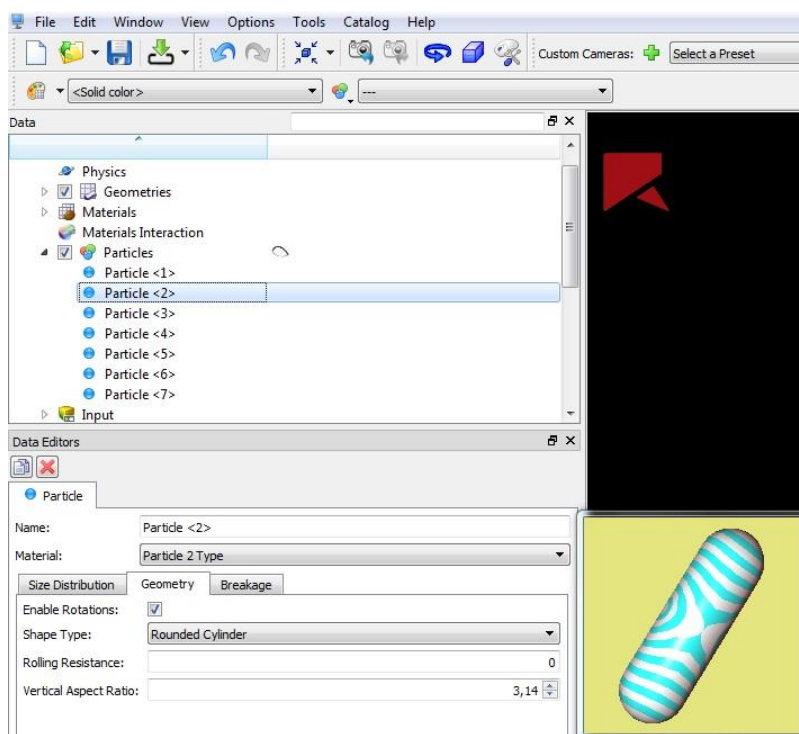 File Edit Window View Options Tools Catalog Help
Custom Cameras: Select a Preset
<Solid color> ---
Data
Physics
Geometries
Materials
Materials Interaction
Particles
Particle <1>
Particle <2>
Particle <3>
Particle <4>
Particle <5>
Particle <6>
Particle <7>
Input
Data Editors
Particle
Name: Particle <2>
Material: Particle 2 Type
Size Distribution Geometry Breakage
Enable Rotations:
Shape Type: Rounded Cylinder
Rolling Resistance: 0
Vertical Aspect Ratio: 3,14